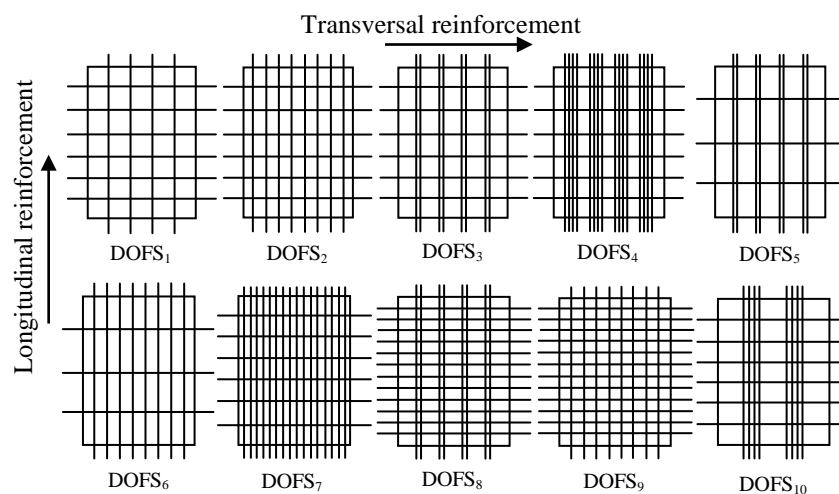 Transversal reinforcement
Longitudinal reinforcement
DOFS₁
DOFS₂
DOFS₃
DOFS₄
DOFS₅
DOFS₆
DOFS₇
DOFS₈
DOFS₉
DOFS₁₀